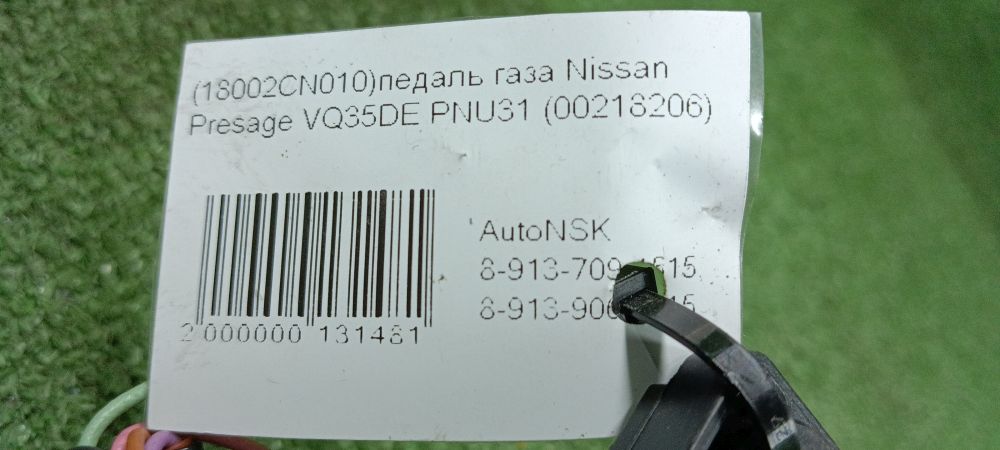 (18002CN010)педаль газа Nissan
Presage VQ35DE PNU31 (00218206)
AutoNSK
2 000000 131481